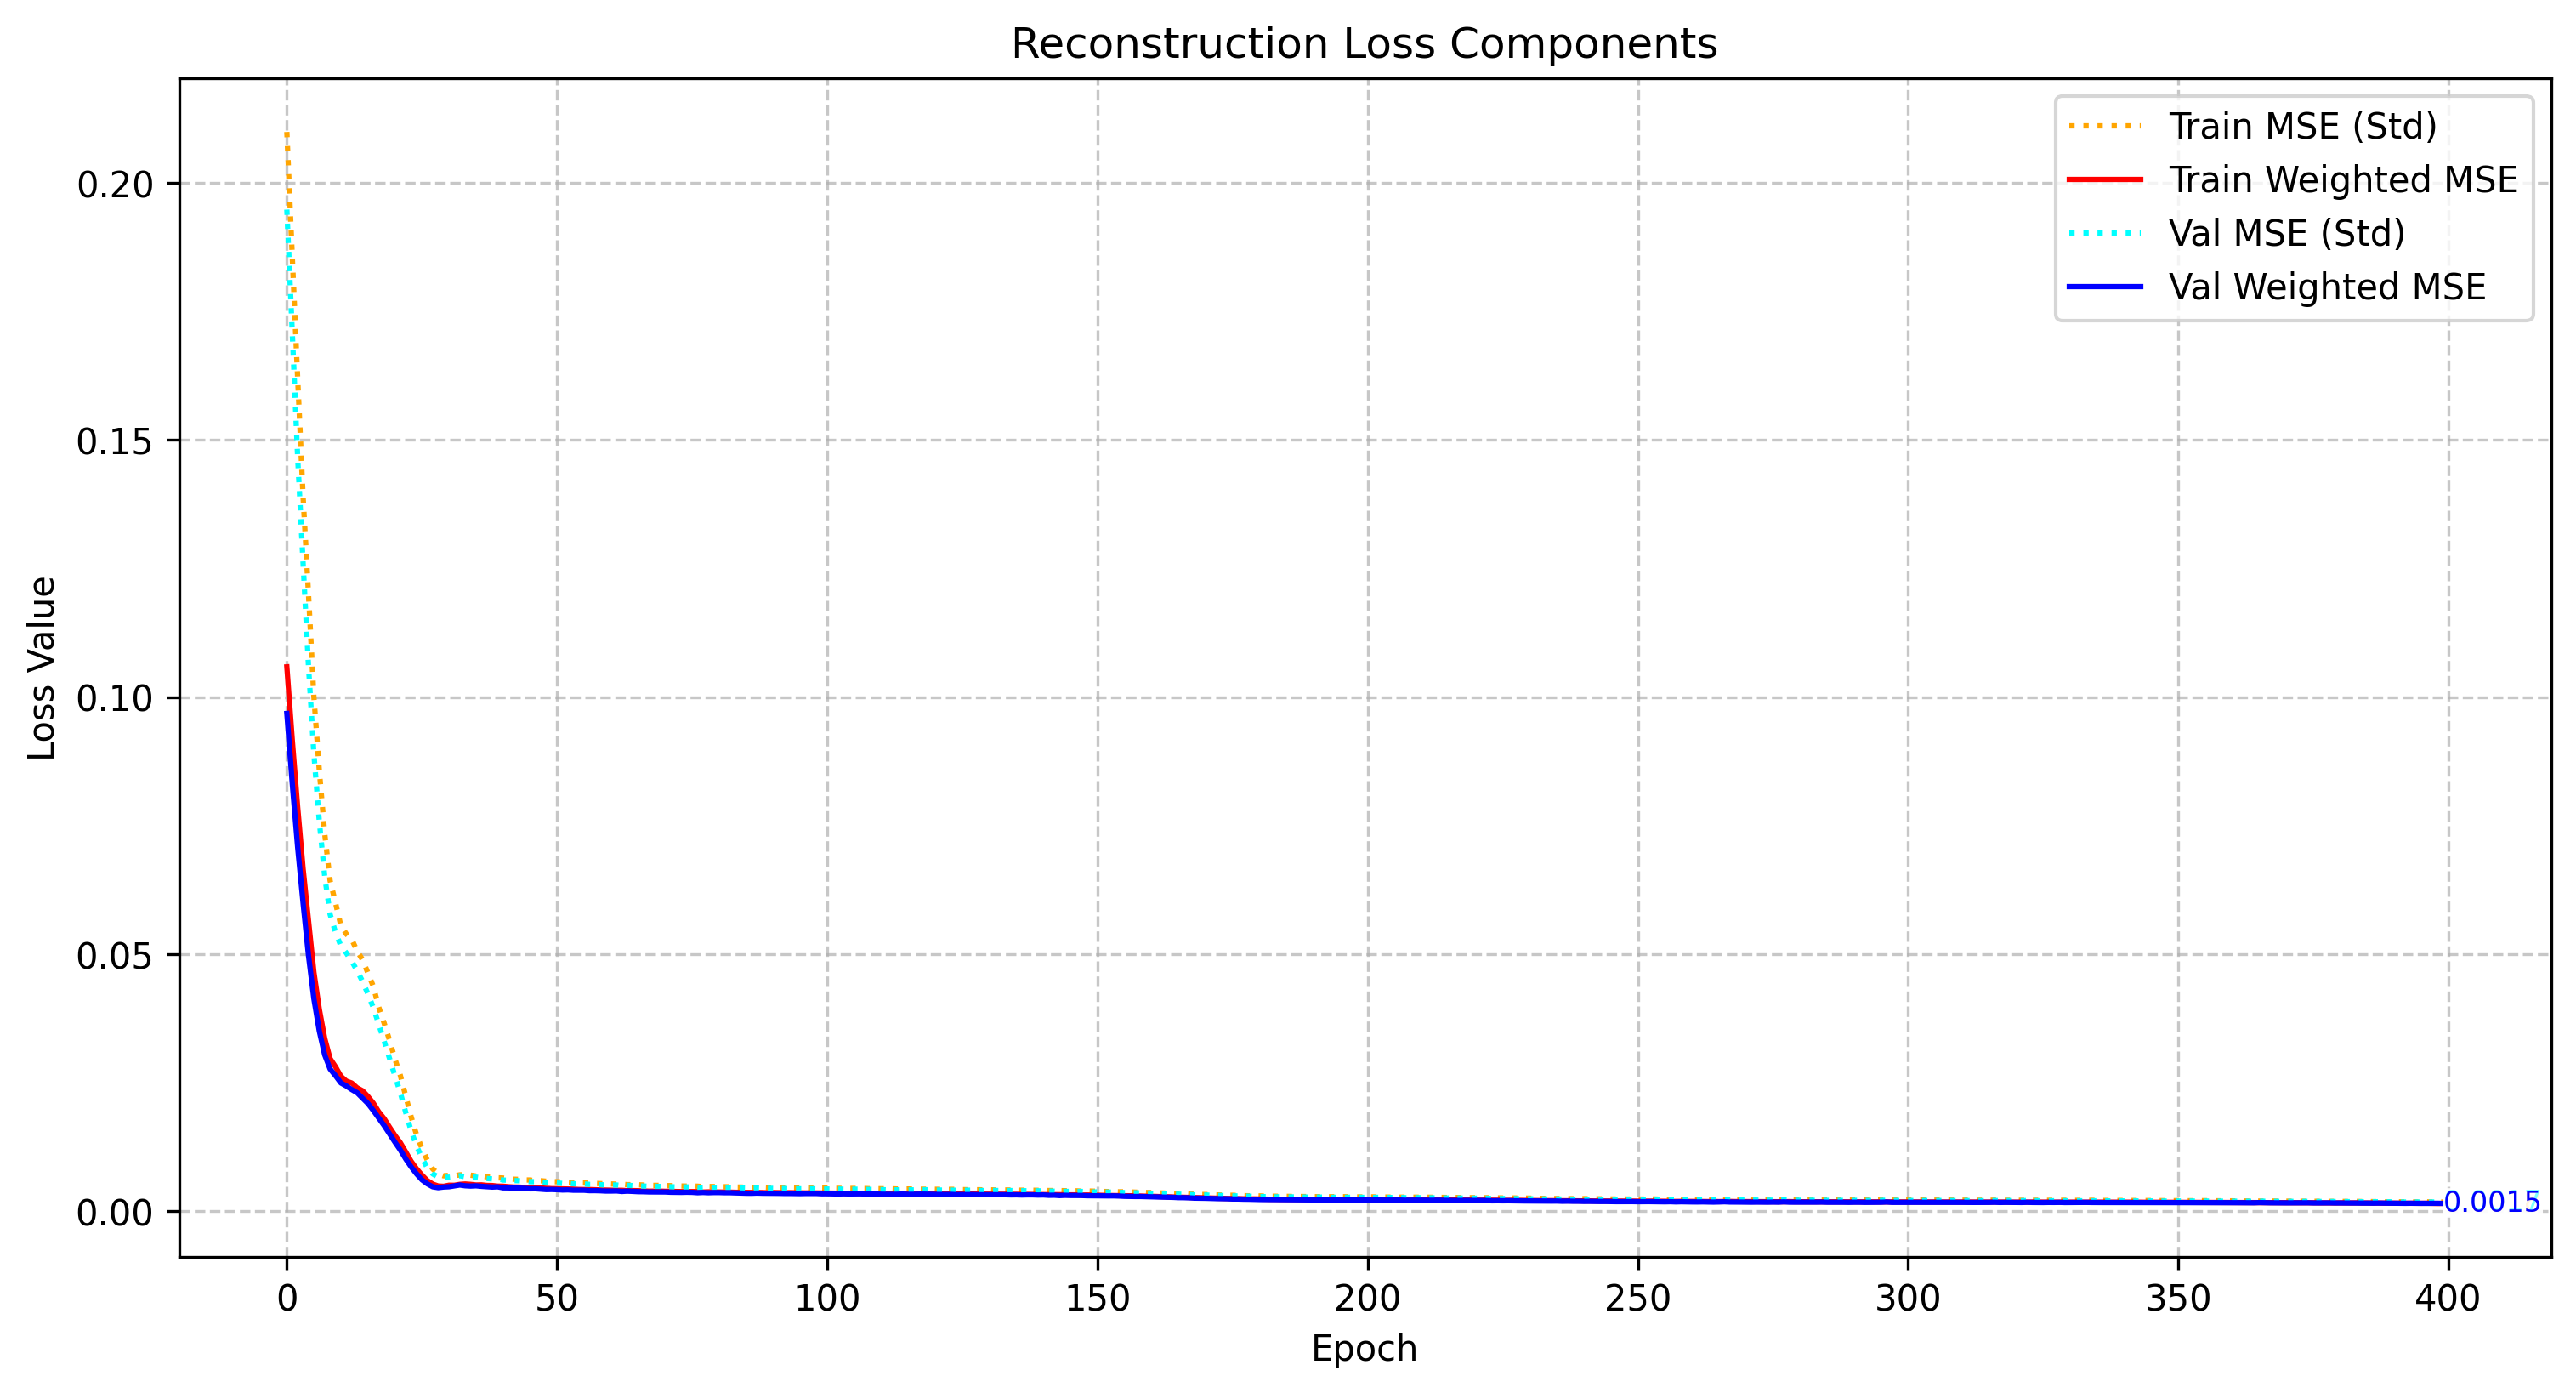 Reconstruction Loss Components
Train MSE (Std)
Train Weighted MSE
Val MSE (Std)
Val Weighted MSE
Loss Value
0.20
0.15
0.10
0.05
0.00
0.0015
0 50 100 150 200 250 300 350 400
Epoch